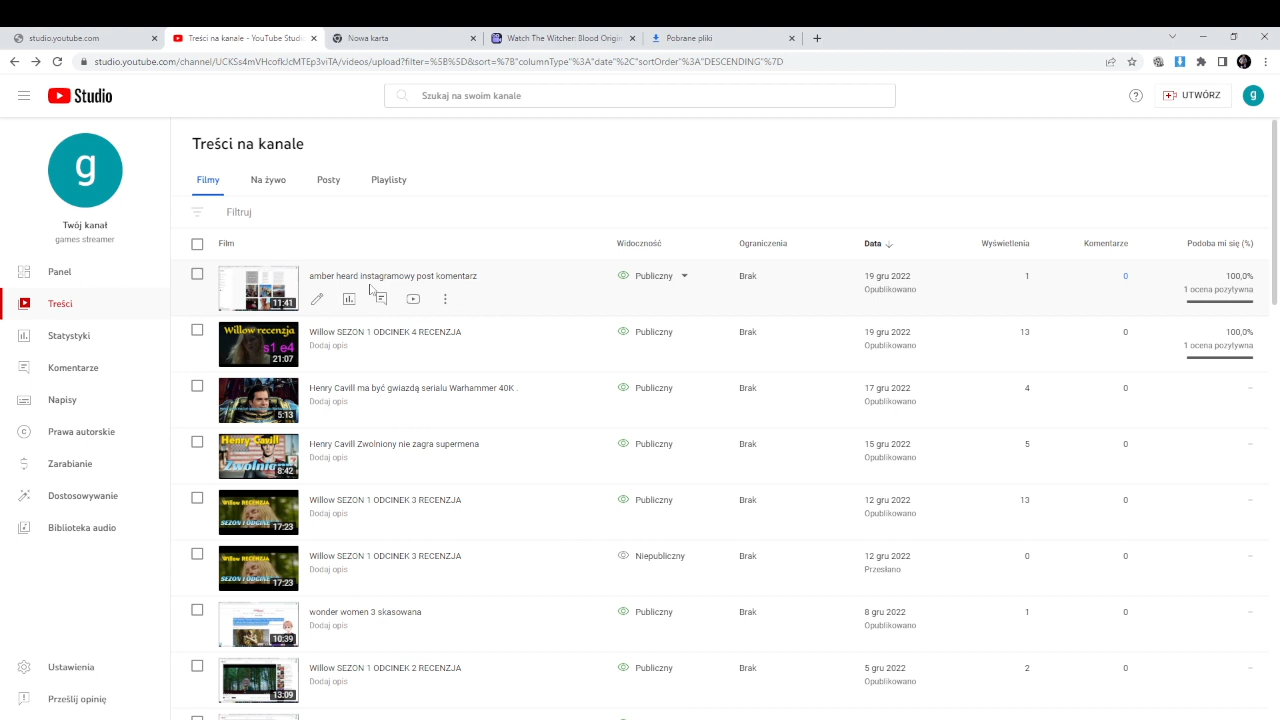 studio.youtube.com
Treści na kanale - YouTube Studio
Nowa karta
Watch The Witcher: Blood Origin
Pobrane pliki
studio.youtube.com/channel/UCKSs4mVHcofkJcMTEp3viTA/videos/upload?filter=%5B%5D&sort=%7B"columnType"%3A"date"%2C"sortOrder"%3A"DESCENDING"%7D
Studio
Szukaj na swoim kanale
UTWÓRZ
g
g
Twój kanał
games streamer
Panel
Treści
Statystyki
Komentarze
Napisy
Prawa autorskie
Zarabianie
Dostosowywanie
Biblioteka audio
Ustawienia
Prześlij opinię
Treści na kanale
Filmy Na żywo Posty Playlisty
Filtruj
Film Widoczność Ograniczenia Data Wyświetlenia Komentarze Podoba mi się (%)
11:41
amber heard instagramowy post komentarz Publiczny Brak 19 gru 2022 1 0 100,0%
Opublikowano 1 ocena pozytywna
Willow recenzja
s1 e4
21:07
Willow SEZON 1 ODCINEK 4 RECENZJA Publiczny Brak 19 gru 2022 13 0 100,0%
Dodaj opis Opublikowano 1 ocena pozytywna
5:13
Henry Cavill ma być gwiazdą serialu Warhammer 40K . Publiczny Brak 17 gru 2022 4 0 –
Dodaj opis Opublikowano
Henry Cavill
Zwolniony
8:42
Henry Cavill Zwolniony nie zagra supermena Publiczny Brak 15 gru 2022 5 0 –
Dodaj opis Opublikowano
Willow RECENZJA
SEZON 1 ODCINE
17:23
Willow SEZON 1 ODCINEK 3 RECENZJA Publiczny Brak 12 gru 2022 13 0 –
Dodaj opis Opublikowano
Willow RECENZJA
SEZON 1 ODCINE
17:23
Willow SEZON 1 ODCINEK 3 RECENZJA Niepubliczny Brak 12 gru 2022 0 0 –
Dodaj opis Przesłano
10:39
wonder women 3 skasowana Publiczny Brak 8 gru 2022 1 0 –
Dodaj opis Opublikowano
13:09
Willow SEZON 1 ODCINEK 2 RECENZJA Publiczny Brak 5 gru 2022 2 0 –
Dodaj opis Opublikowano